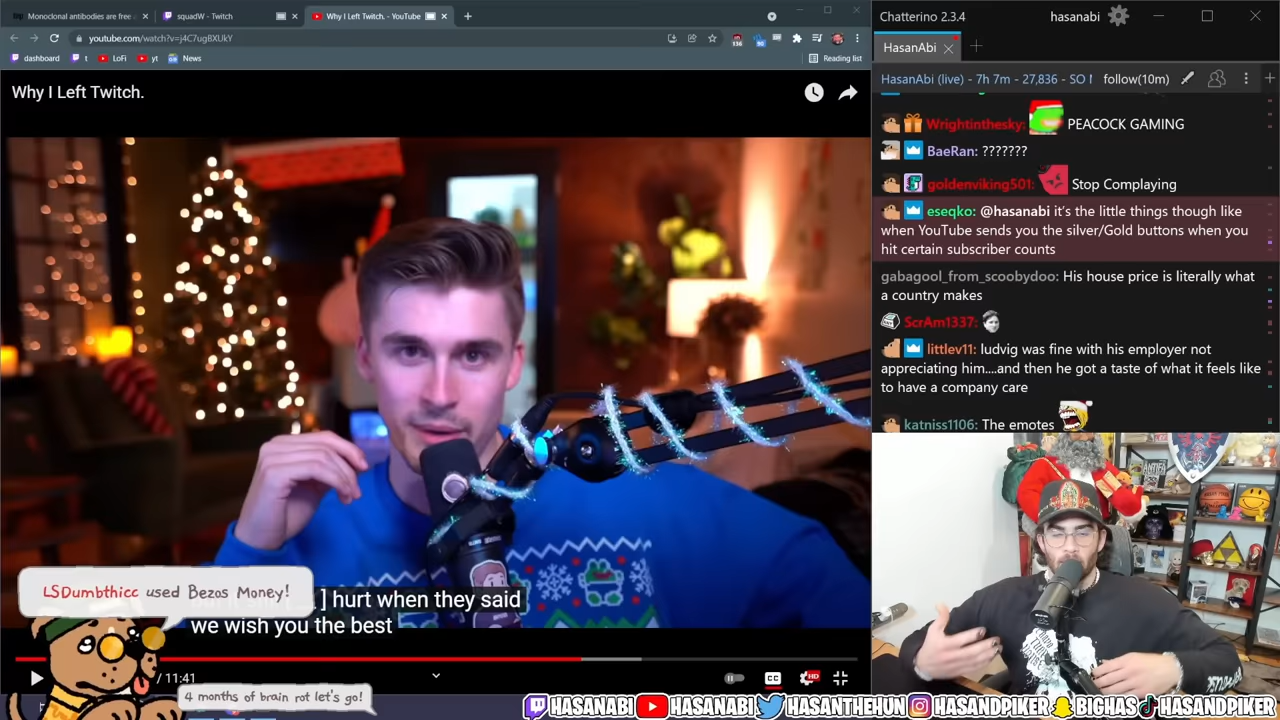 Monoclonal antibodies are free
squadW - Twitch
Why I Left Twitch. - YouTube
youtube.com/watch?v=j4C7ugBXUkY
dashboard
t
LoFi
yt
News
Reading list
Why I Left Twitch.
hurt when they said
we wish you the best
LSDumbthicc used Bezos Money!
4 months of brain rot let's go!
/ 11:41
CC
HD
Chatterino 2.3.4
hasanabi
HasanAbi
HasanAbi (live) - 7h 7m - 27,836 - SO
follow(10m)
Wrightinthesky: PEACOCK GAMING
BaeRan: ???????
goldenviking501: Stop Complaying
eseqko: @hasanabi it's the little things though like
when YouTube sends you the silver/Gold buttons when you
hit certain subscriber counts
gabagool_from_scoobydoo: His house price is literally what
a country makes
ScrAm1337:
littlev11: ludvig was fine with his employer not
appreciating him....and then he got a taste of what it feels like
to have a company care
katniss1106: The emotes
HASANABI HASANABI HASANTHEHUN HASANDPIKER BIGHAS HASANDPIKER